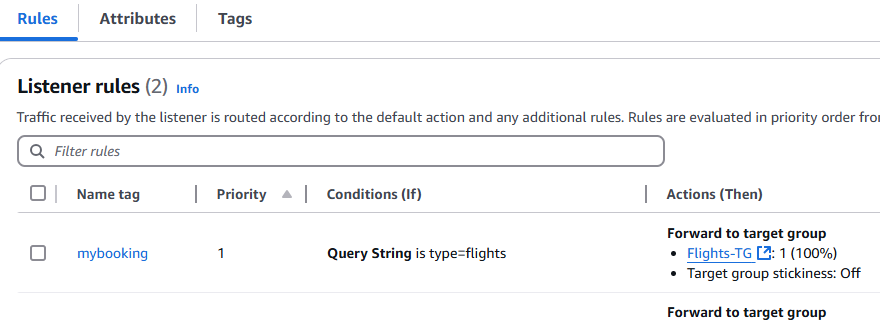 Rules Attributes Tags
Listener rules (2) Info
Traffic received by the listener is routed according to the default action and any additional rules. Rules are evaluated in priority order from
Filter rules
Name tag Priority Conditions (If) Actions (Then)
Forward to target group
mybooking 1 Query String is type=flights • Flights-TG : 1 (100%)
• Target group stickiness: Off
Forward to target group